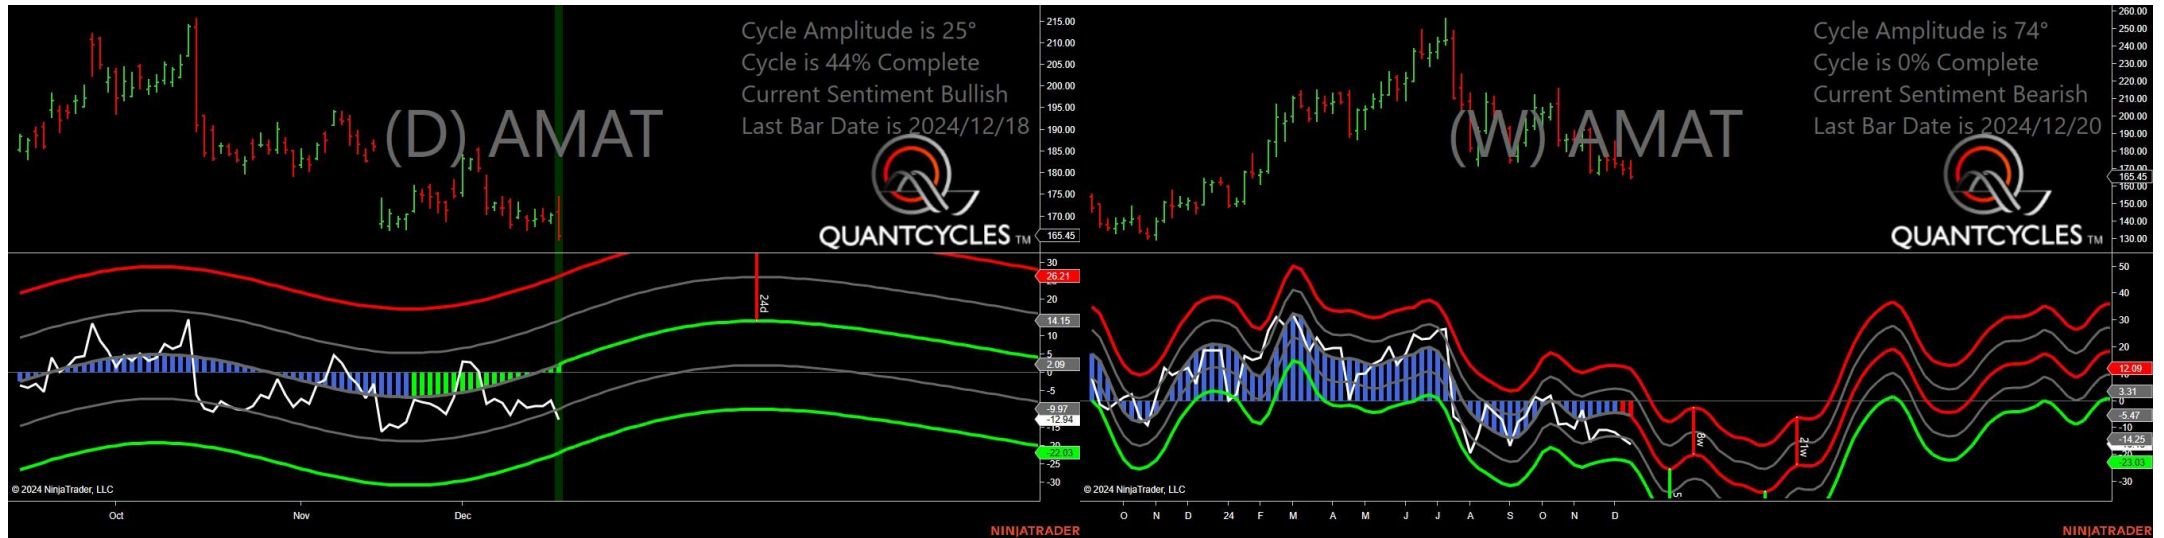 Cycle Amplitude is 25°
Cycle is 44% Complete
Current Sentiment Bullish
Last Bar Date is 2024/12/18
(D) AMAT
QUANTCYCLES TM
215.00
210.00
205.00
200.00
195.00
190.00
185.00
180.00
175.00
170.00
165.45
30
26.21
20
14.15
10
5
2.09
0
-5
-9.97
-12.94
-15
-20
-22.03
-25
-30
24d
© 2024 NinjaTrader, LLC
Oct Nov Dec
NINJATRADER
Cycle Amplitude is 74°
Cycle is 0% Complete
Current Sentiment Bearish
Last Bar Date is 2024/12/20
(W) AMAT
QUANTCYCLES TM
260.00
250.00
240.00
230.00
220.00
210.00
200.00
190.00
180.00
170.00
165.45
160.00
150.00
140.00
130.00
50
40
30
20
12.09
3.31
0
-5.47
-10
-14.25
-20
-23.03
-30
8w
21w
5
© 2024 NinjaTrader, LLC
O N D 24 F M A M J J A S O N D
NINJATRADER